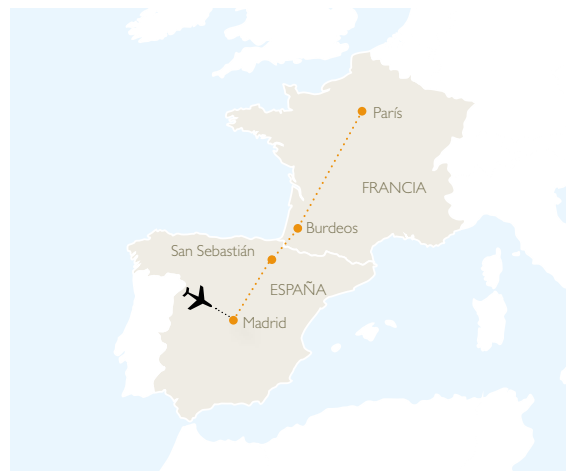 París
FRANCIA
Burdeos
San Sebastián
ESPAÑA
Madrid